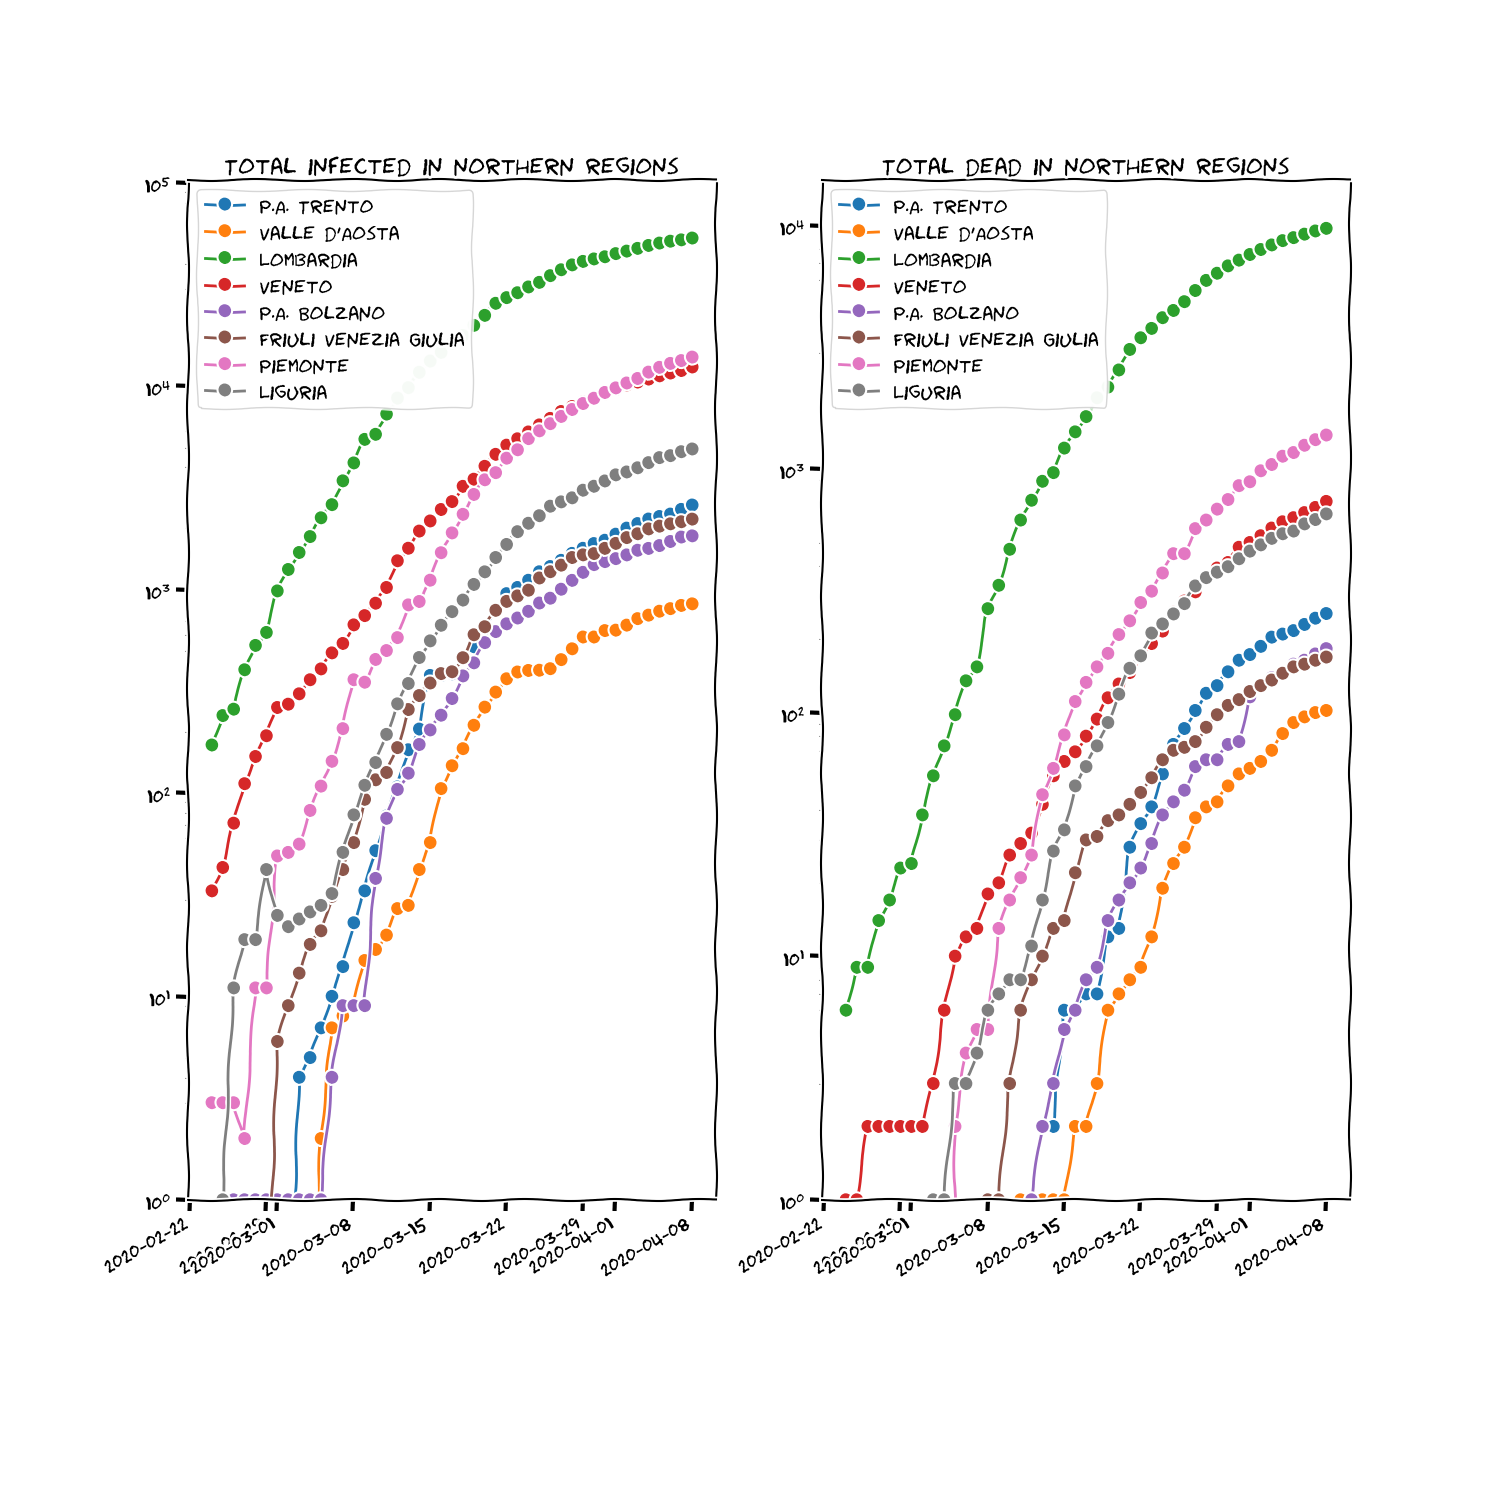 TOTAL INFECTED IN NORTHERN REGIONS
10⁵
10⁴
10³
10²
10¹
10⁰
P.A. TRENTO
VALLE D'AOSTA
LOMBARDIA
VENETO
P.A. BOLZANO
FRIULI VENEZIA GIULIA
PIEMONTE
LIGURIA
2020-02-22
2020-03-01
2020-03-08
2020-03-15
2020-03-22
2020-03-29
2020-04-01
2020-04-08
TOTAL DEAD IN NORTHERN REGIONS
10⁴
10³
10²
10¹
10⁰
P.A. TRENTO
VALLE D'AOSTA
LOMBARDIA
VENETO
P.A. BOLZANO
FRIULI VENEZIA GIULIA
PIEMONTE
LIGURIA
2020-02-22
2020-03-01
2020-03-08
2020-03-15
2020-03-22
2020-03-29
2020-04-01
2020-04-08